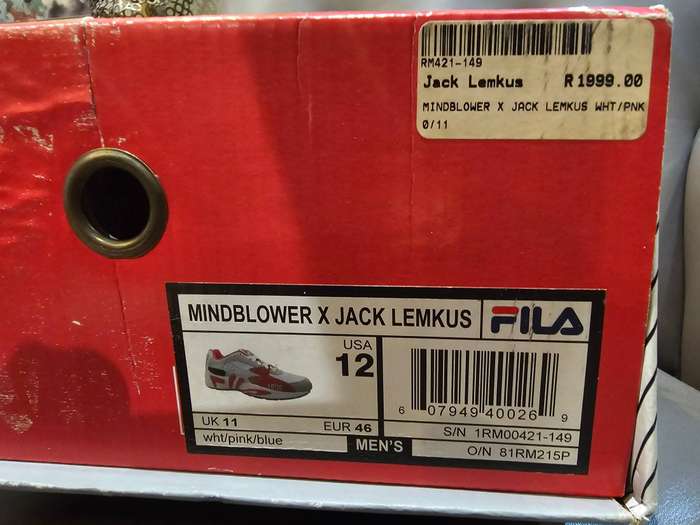 RM421-149
Jack Lemkus R1999.00
MINDBLOWER X JACK LEMKUS WHT/PNK
0/11
MINDBLOWER X JACK LEMKUS FILA
USA
12
UK 11 EUR 46
wht/pink/blue MEN'S
6 07949 40026 9
S/N 1RM00421-149
O/N 81RM215P